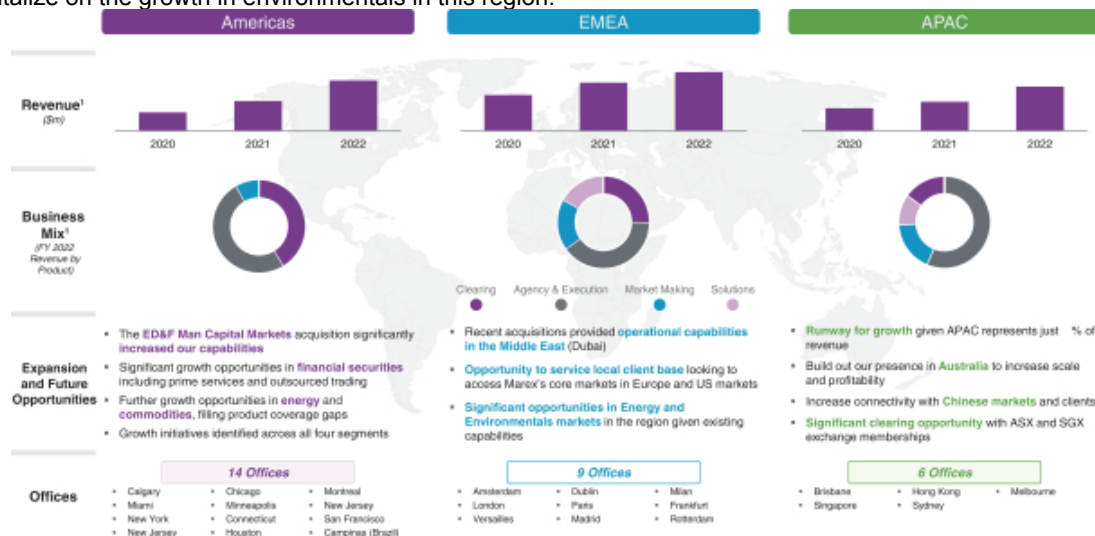 italize on the growth in environmentals in this region.
Americas
EMEA
APAC
Revenue¹
($m)
2020 2021 2022
2020 2021 2022
2020 2021 2022
Business
Mix¹
(FY 2022
Revenue by
Product)
Clearing Agency & Execution Market Making Solutions
Expansion
and Future
Opportunities
• The ED&F Man Capital Markets acquisition significantly
increased our capabilities
• Significant growth opportunities in financial securities
including prime services and outsourced trading
• Further growth opportunities in energy and
commodities, filling product coverage gaps
• Growth initiatives identified across all four segments
• Recent acquisitions provided operational capabilities
in the Middle East (Dubai)
• Opportunity to service local client base looking to
access Marex's core markets in Europe and US markets
• Significant opportunities in Energy and
Environmentals markets in the region given existing
capabilities
• Runway for growth given APAC represents just % of
revenue
• Build out our presence in Australia to increase scale
and profitability
• Increase connectivity with Chinese markets and clients
• Significant clearing opportunity with ASX and SGX
exchange memberships
Offices
14 Offices
• Calgary • Chicago • Montreal
• Miami • Minneapolis • New Jersey
• New York • Connecticut • San Francisco
• New Jersey • Houston • Campinas (Brazil)
9 Offices
• Amsterdam • Dublin • Milan
• London • Paris • Frankfurt
• Versailles • Madrid • Rotterdam
6 Offices
• Brisbane • Hong Kong • Melbourne
• Singapore • Sydney